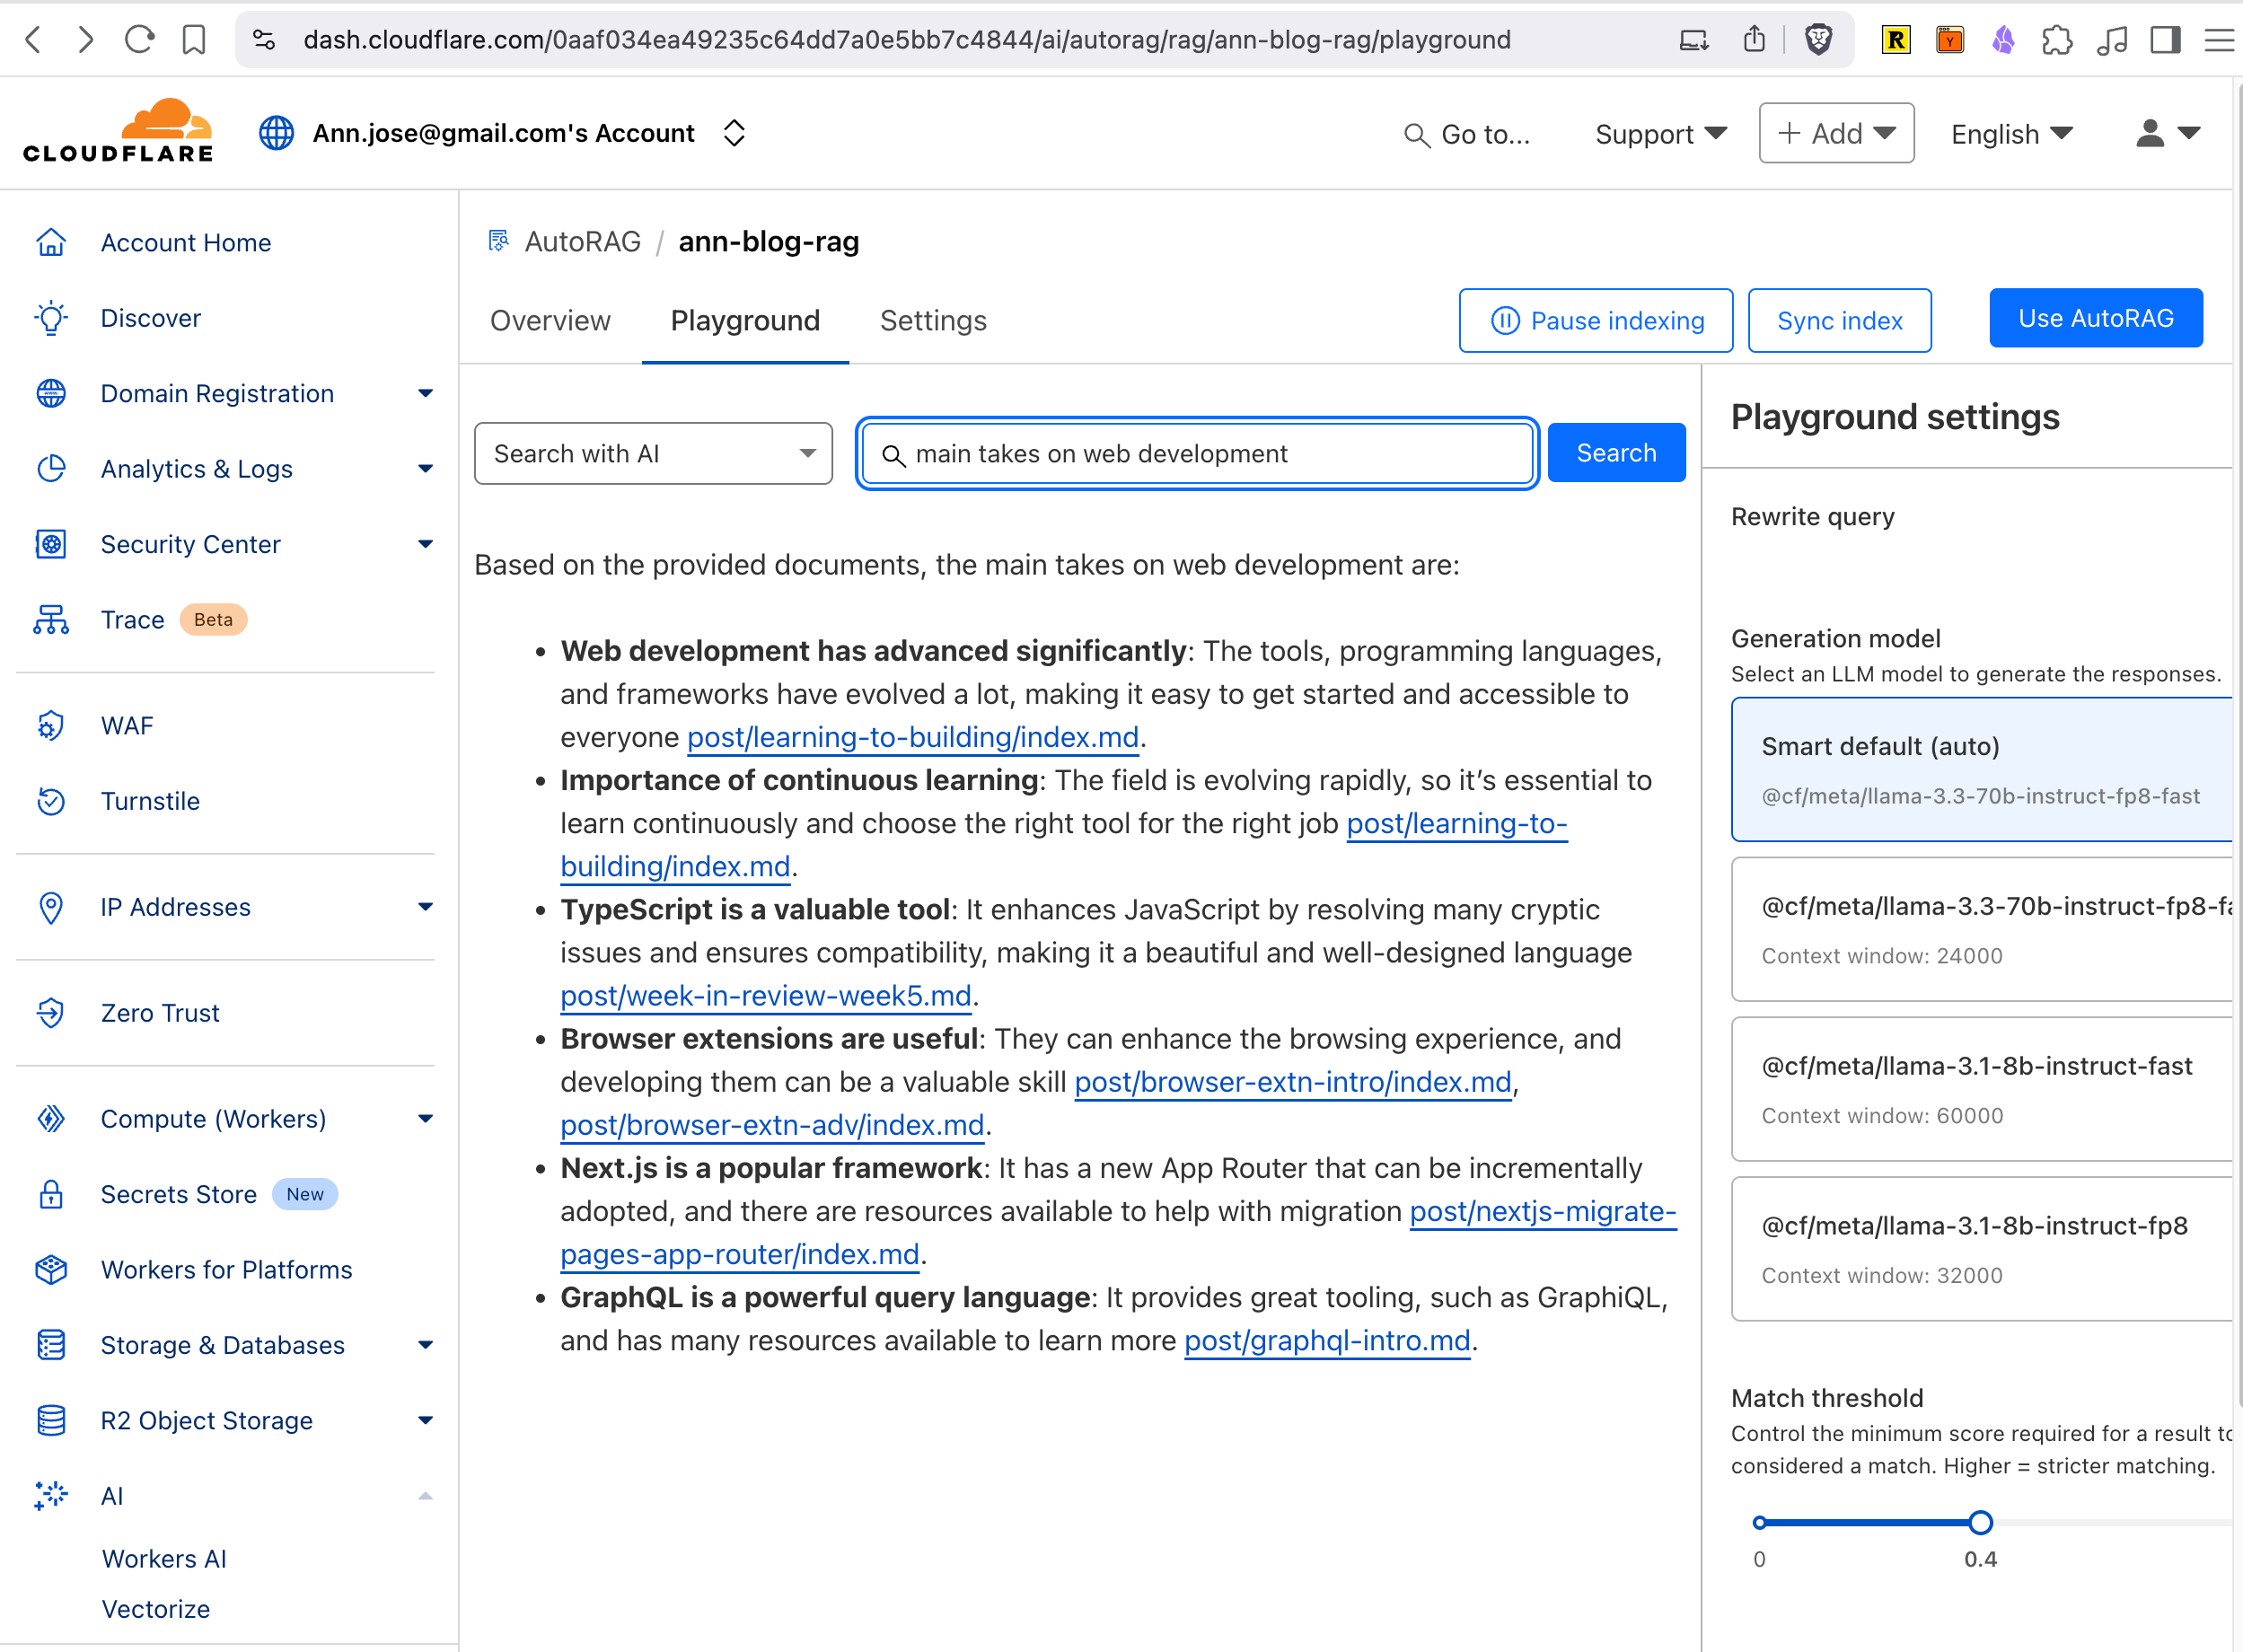 dash.cloudflare.com/0aaf034ea49235c64dd7a0e5bb7c4844/ai/autorag/rag/ann-blog-rag/playground
R
Y
CLOUDFLARE
Ann.jose@gmail.com's Account
Go to...
Support
+ Add
English
Account Home
Discover
Domain Registration
Analytics & Logs
Security Center
Trace Beta
WAF
Turnstile
IP Addresses
Zero Trust
Compute (Workers)
Secrets Store New
Workers for Platforms
Storage & Databases
R2 Object Storage
AI
Workers AI
Vectorize
AutoRAG / ann-blog-rag
Overview
Playground
Settings
Pause indexing
Sync index
Use AutoRAG
Search with AI
main takes on web development
Search
Based on the provided documents, the main takes on web development are:
• Web development has advanced significantly: The tools, programming languages,
and frameworks have evolved a lot, making it easy to get started and accessible to
everyone post/learning-to-building/index.md.
• Importance of continuous learning: The field is evolving rapidly, so it’s essential to
learn continuously and choose the right tool for the right job post/learning-to-
building/index.md.
• TypeScript is a valuable tool: It enhances JavaScript by resolving many cryptic
issues and ensures compatibility, making it a beautiful and well-designed language
post/week-in-review-week5.md.
• Browser extensions are useful: They can enhance the browsing experience, and
developing them can be a valuable skill post/browser-extn-intro/index.md,
post/browser-extn-adv/index.md.
• Next.js is a popular framework: It has a new App Router that can be incrementally
adopted, and there are resources available to help with migration post/nextjs-migrate-
pages-app-router/index.md.
• GraphQL is a powerful query language: It provides great tooling, such as GraphiQL,
and has many resources available to learn more post/graphql-intro.md.
Playground settings
Rewrite query
Generation model
Select an LLM model to generate the responses.
Smart default (auto)
@cf/meta/llama-3.3-70b-instruct-fp8-fast
@cf/meta/llama-3.3-70b-instruct-fp8-fa
Context window: 24000
@cf/meta/llama-3.1-8b-instruct-fast
Context window: 60000
@cf/meta/llama-3.1-8b-instruct-fp8
Context window: 32000
Match threshold
Control the minimum score required for a result to
considered a match. Higher = stricter matching.
0
0.4